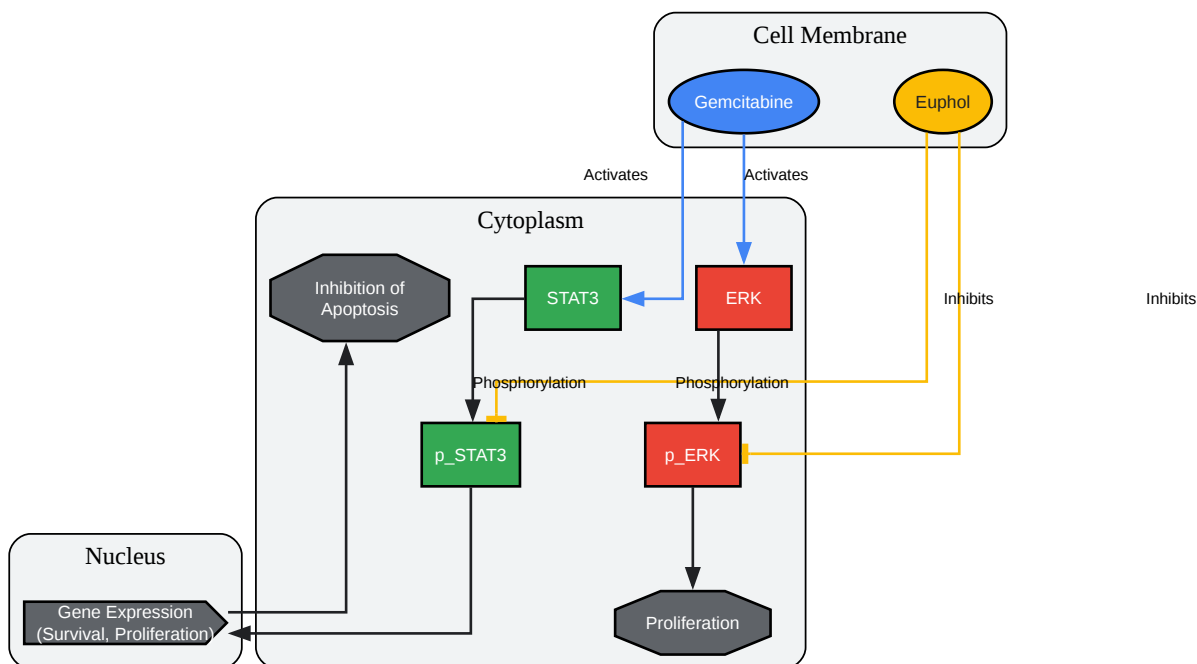 Cell Membrane
Gemcitabine
Euphol
Activates
Activates
Cytoplasm
Inhibition of
Apoptosis
STAT3
ERK
Inhibits
Inhibits
Phosphorylation
Phosphorylation
p_STAT3
p_ERK
Nucleus
Gene Expression
(Survival, Proliferation)
Proliferation